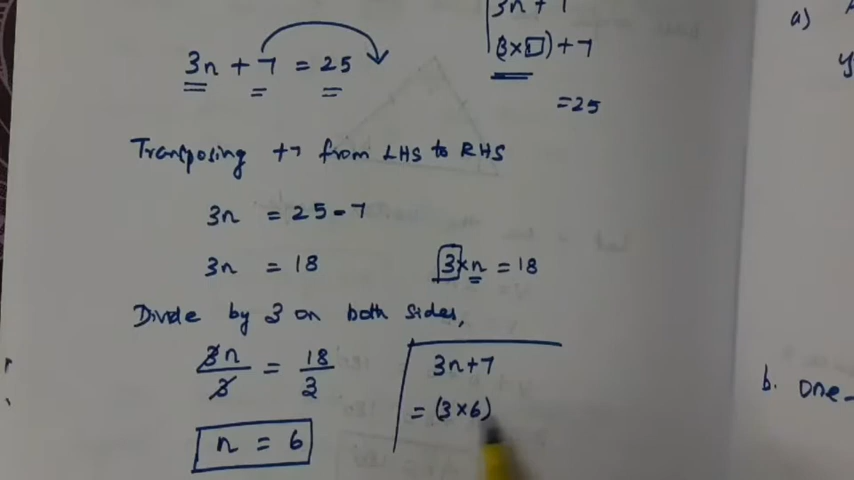 3n + 7
(3×□)+7
=25
3n + 7 = 25
Transposing +7 from LHS to RHS
3n = 25-7
3n = 18
3×n = 18
Divide by 3 on both sides,
3n/3 = 18/3
n = 6
3n+7
= (3×6)
a)
y
b. One-